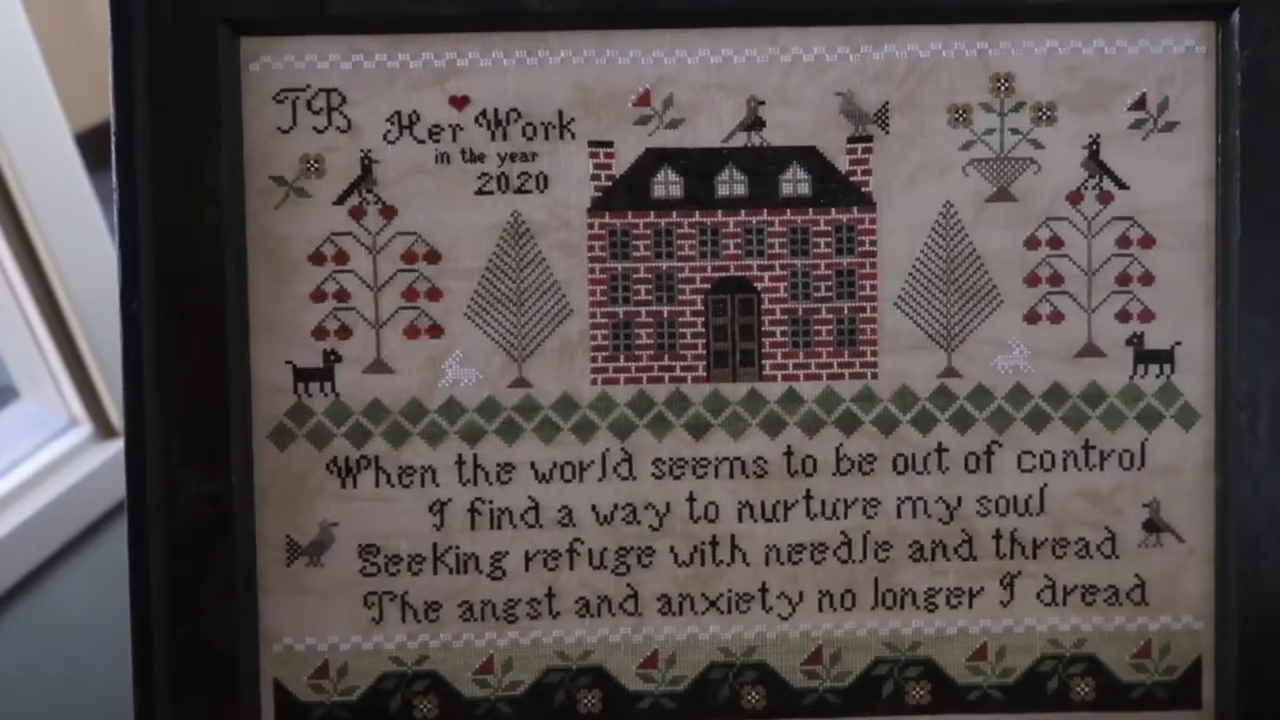 TB
Her Work
in the year
2020
When the world seems to be out of control
I find a way to nurture my soul
Seeking refuge with needle and thread
The angst and anxiety no longer I dread